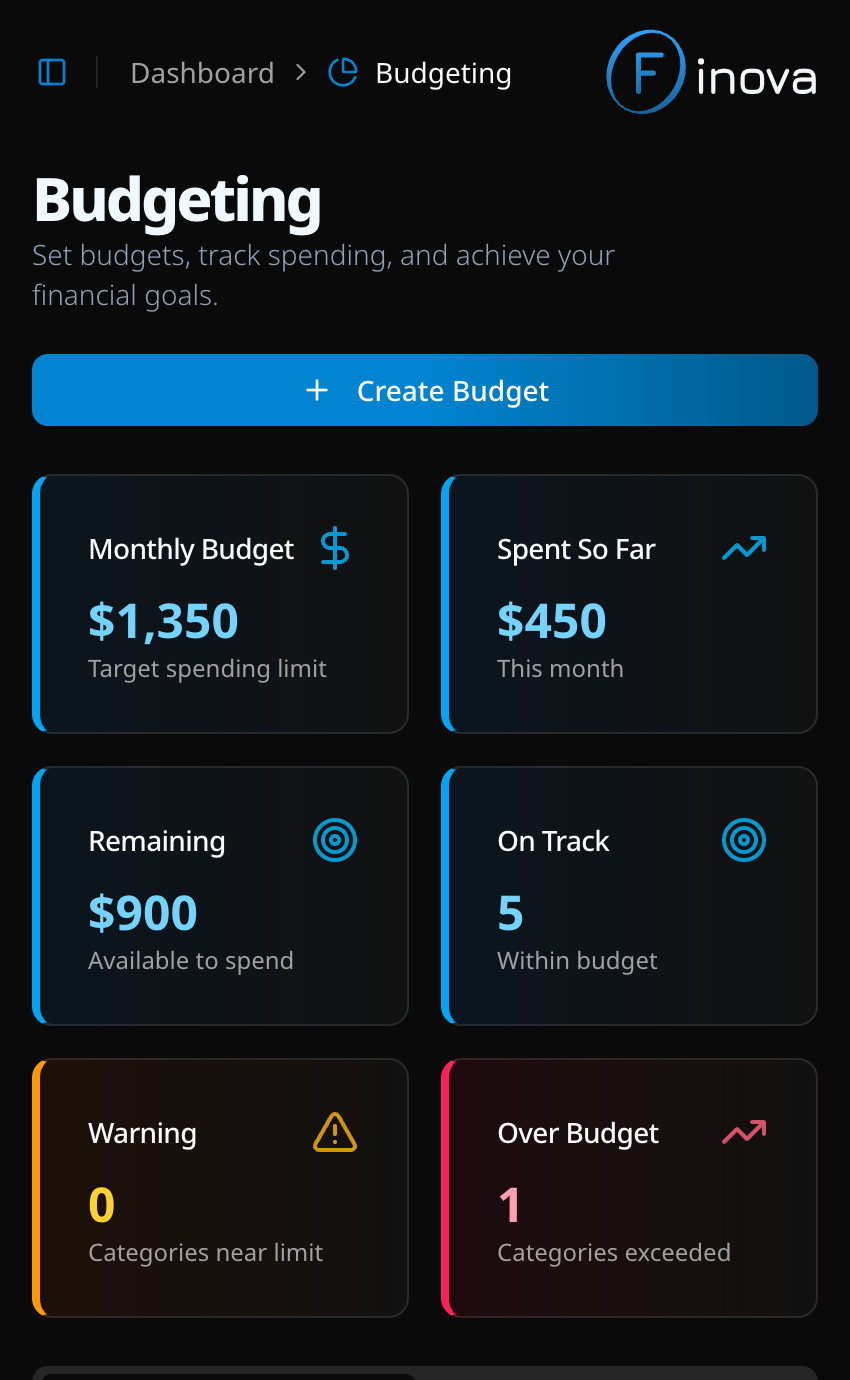 Dashboard > Budgeting
Finova
Budgeting
Set budgets, track spending, and achieve your
financial goals.
+ Create Budget
Monthly Budget $
$1,350
Target spending limit
Spent So Far
$450
This month
Remaining
$900
Available to spend
On Track
5
Within budget
Warning
0
Categories near limit
Over Budget
1
Categories exceeded